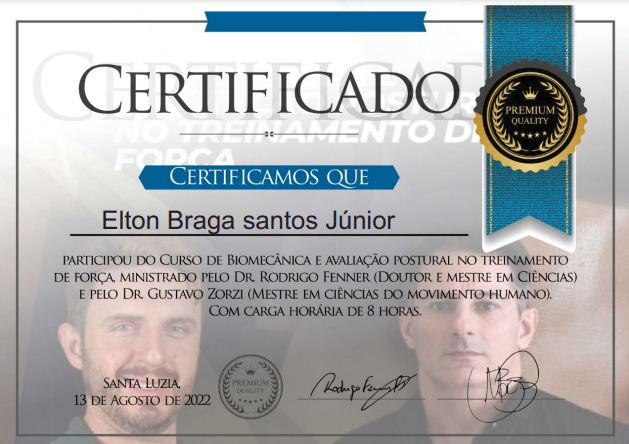 CERTIFICADO
NO TREINAMENTO DE
FORÇA
PREMIUM
QUALITY
CERTIFICAMOS QUE
Elton Braga santos Júnior
PARTICIPOU DO CURSO DE BIOMECÂNICA E AVALIAÇÃO POSTURAL NO TREINAMENTO
DE FORÇA, MINISTRADO PELO DR. RODRIGO FENNER (DOUTOR E MESTRE EM CIÊNCIAS)
E PELO DR. GUSTAVO ZORZI (MESTRE EM CIÊNCIAS DO MOVIMENTO HUMANO).
COM CARGA HORÁRIA DE 8 HORAS.
SANTA LUZIA,
13 DE AGOSTO DE 2022
PREMIUM
QUALITY